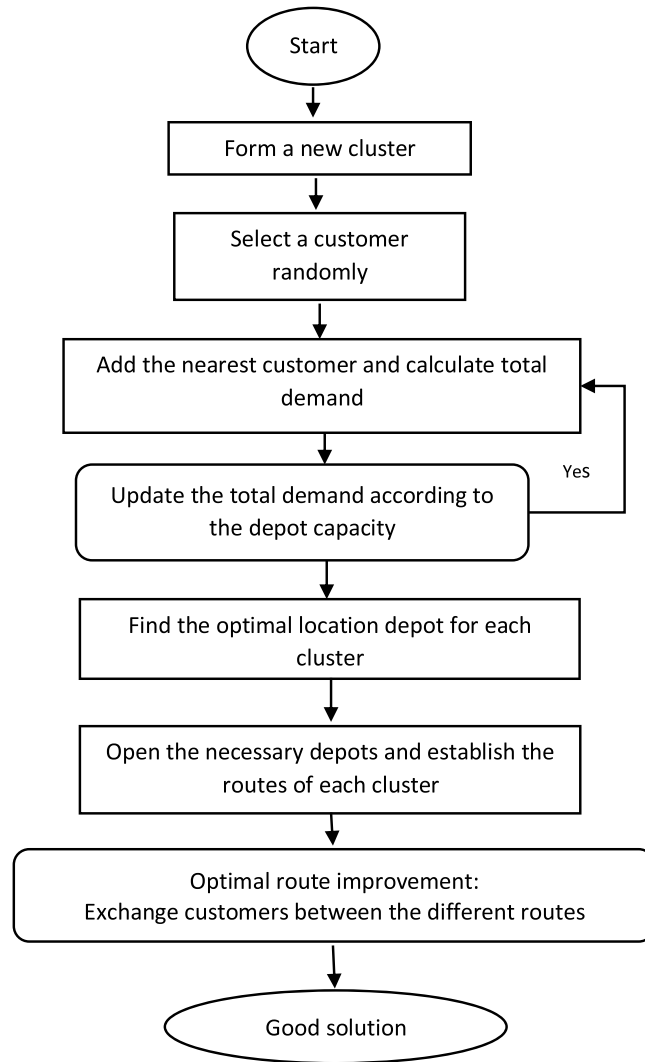 Start
Form a new cluster
Select a customer
randomly
Add the nearest customer and calculate total
demand
Yes
Update the total demand according to
the depot capacity
Find the optimal location depot for each
cluster
Open the necessary depots and establish the
routes of each cluster
Optimal route improvement:
Exchange customers between the different routes
Good solution